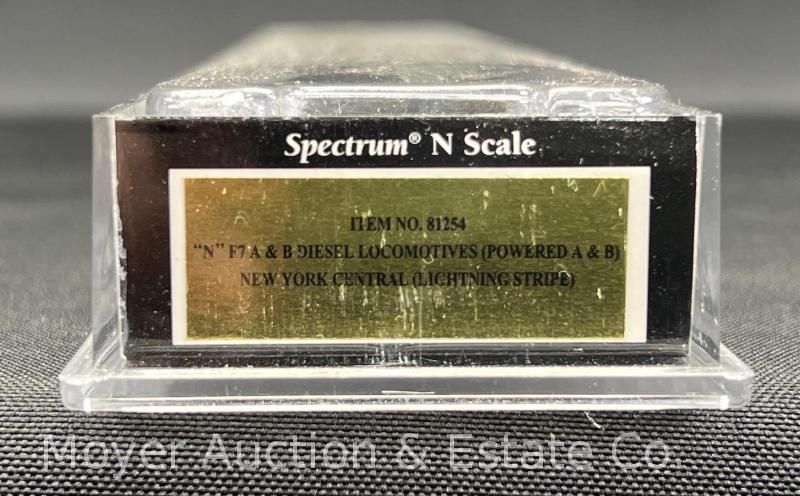 Spectrum® N Scale
ITEM NO. 81254
“N” F7 A & B DIESEL LOCOMOTIVES (POWERED A & B)
NEW YORK CENTRAL (LIGHTNING STRIPE)
Moyer Auction & Estate Co.